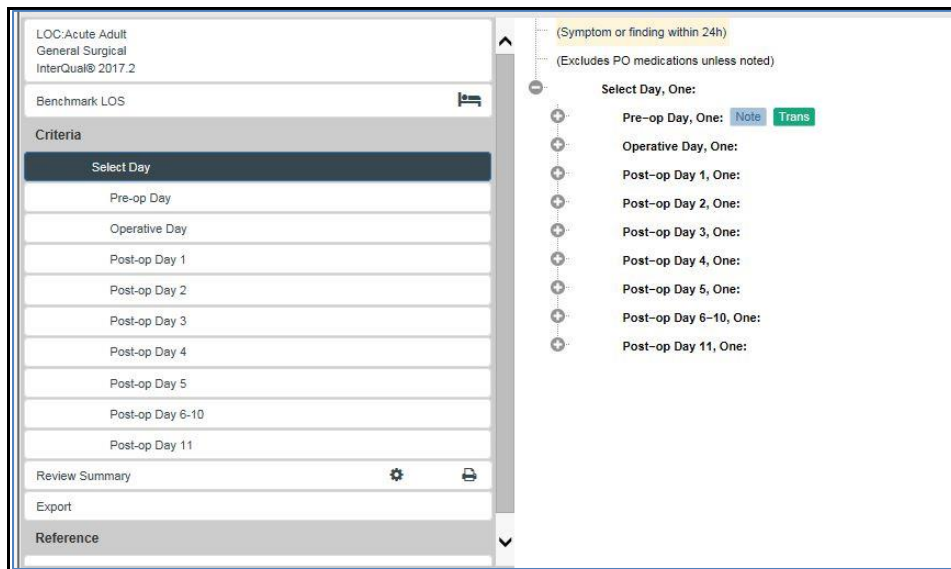 LOC:Acute Adult
General Surgical
InterQual® 2017.2
Benchmark LOS
Criteria
Select Day
Pre-op Day
Operative Day
Post-op Day 1
Post-op Day 2
Post-op Day 3
Post-op Day 4
Post-op Day 5
Post-op Day 6-10
Post-op Day 11
Review Summary
Export
Reference
(Symptom or finding within 24h)
(Excludes PO medications unless noted)
Select Day, One:
Pre-op Day, One: Note Trans
Operative Day, One:
Post-op Day 1, One:
Post-op Day 2, One:
Post-op Day 3, One:
Post-op Day 4, One:
Post-op Day 5, One:
Post-op Day 6-10, One:
Post-op Day 11, One: